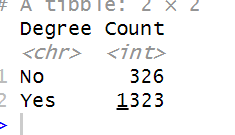 # A tibble: 2 × 2
Degree Count
<chr> <int>
1 No 326
2 Yes 1323
>